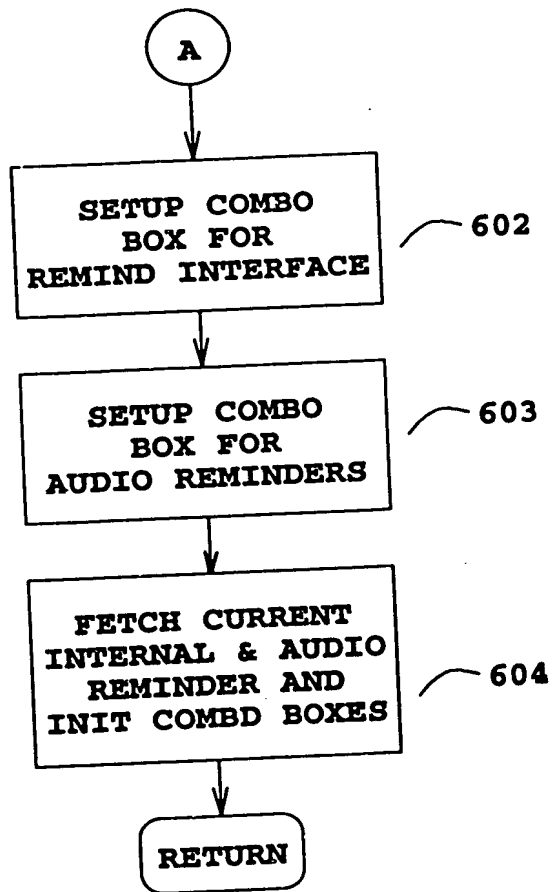 A
SETUP COMBO
BOX FOR
REMIND INTERFACE
602
SETUP COMBO
BOX FOR
AUDIO REMINDERS
603
FETCH CURRENT
INTERNAL & AUDIO
REMINDER AND
INIT COMBD BOXES
604
RETURN